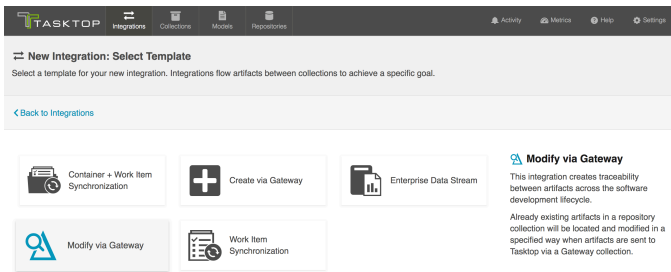 TASKTOP
Integrations
Collections
Models
Repositories
Activity
Metrics
Help
Settings
New Integration: Select Template
Select a template for your new integration. Integrations flow artifacts between collections to achieve a specific goal.
Back to Integrations
Container + Work Item
Synchronization
Create via Gateway
Enterprise Data Stream
Modify via Gateway
Work Item
Synchronization
Modify via Gateway
This integration creates traceability
between artifacts across the software
development lifecycle.
Already existing artifacts in a repository
collection will be located and modified in a
specified way when artifacts are sent to
Tasktop via a Gateway collection.